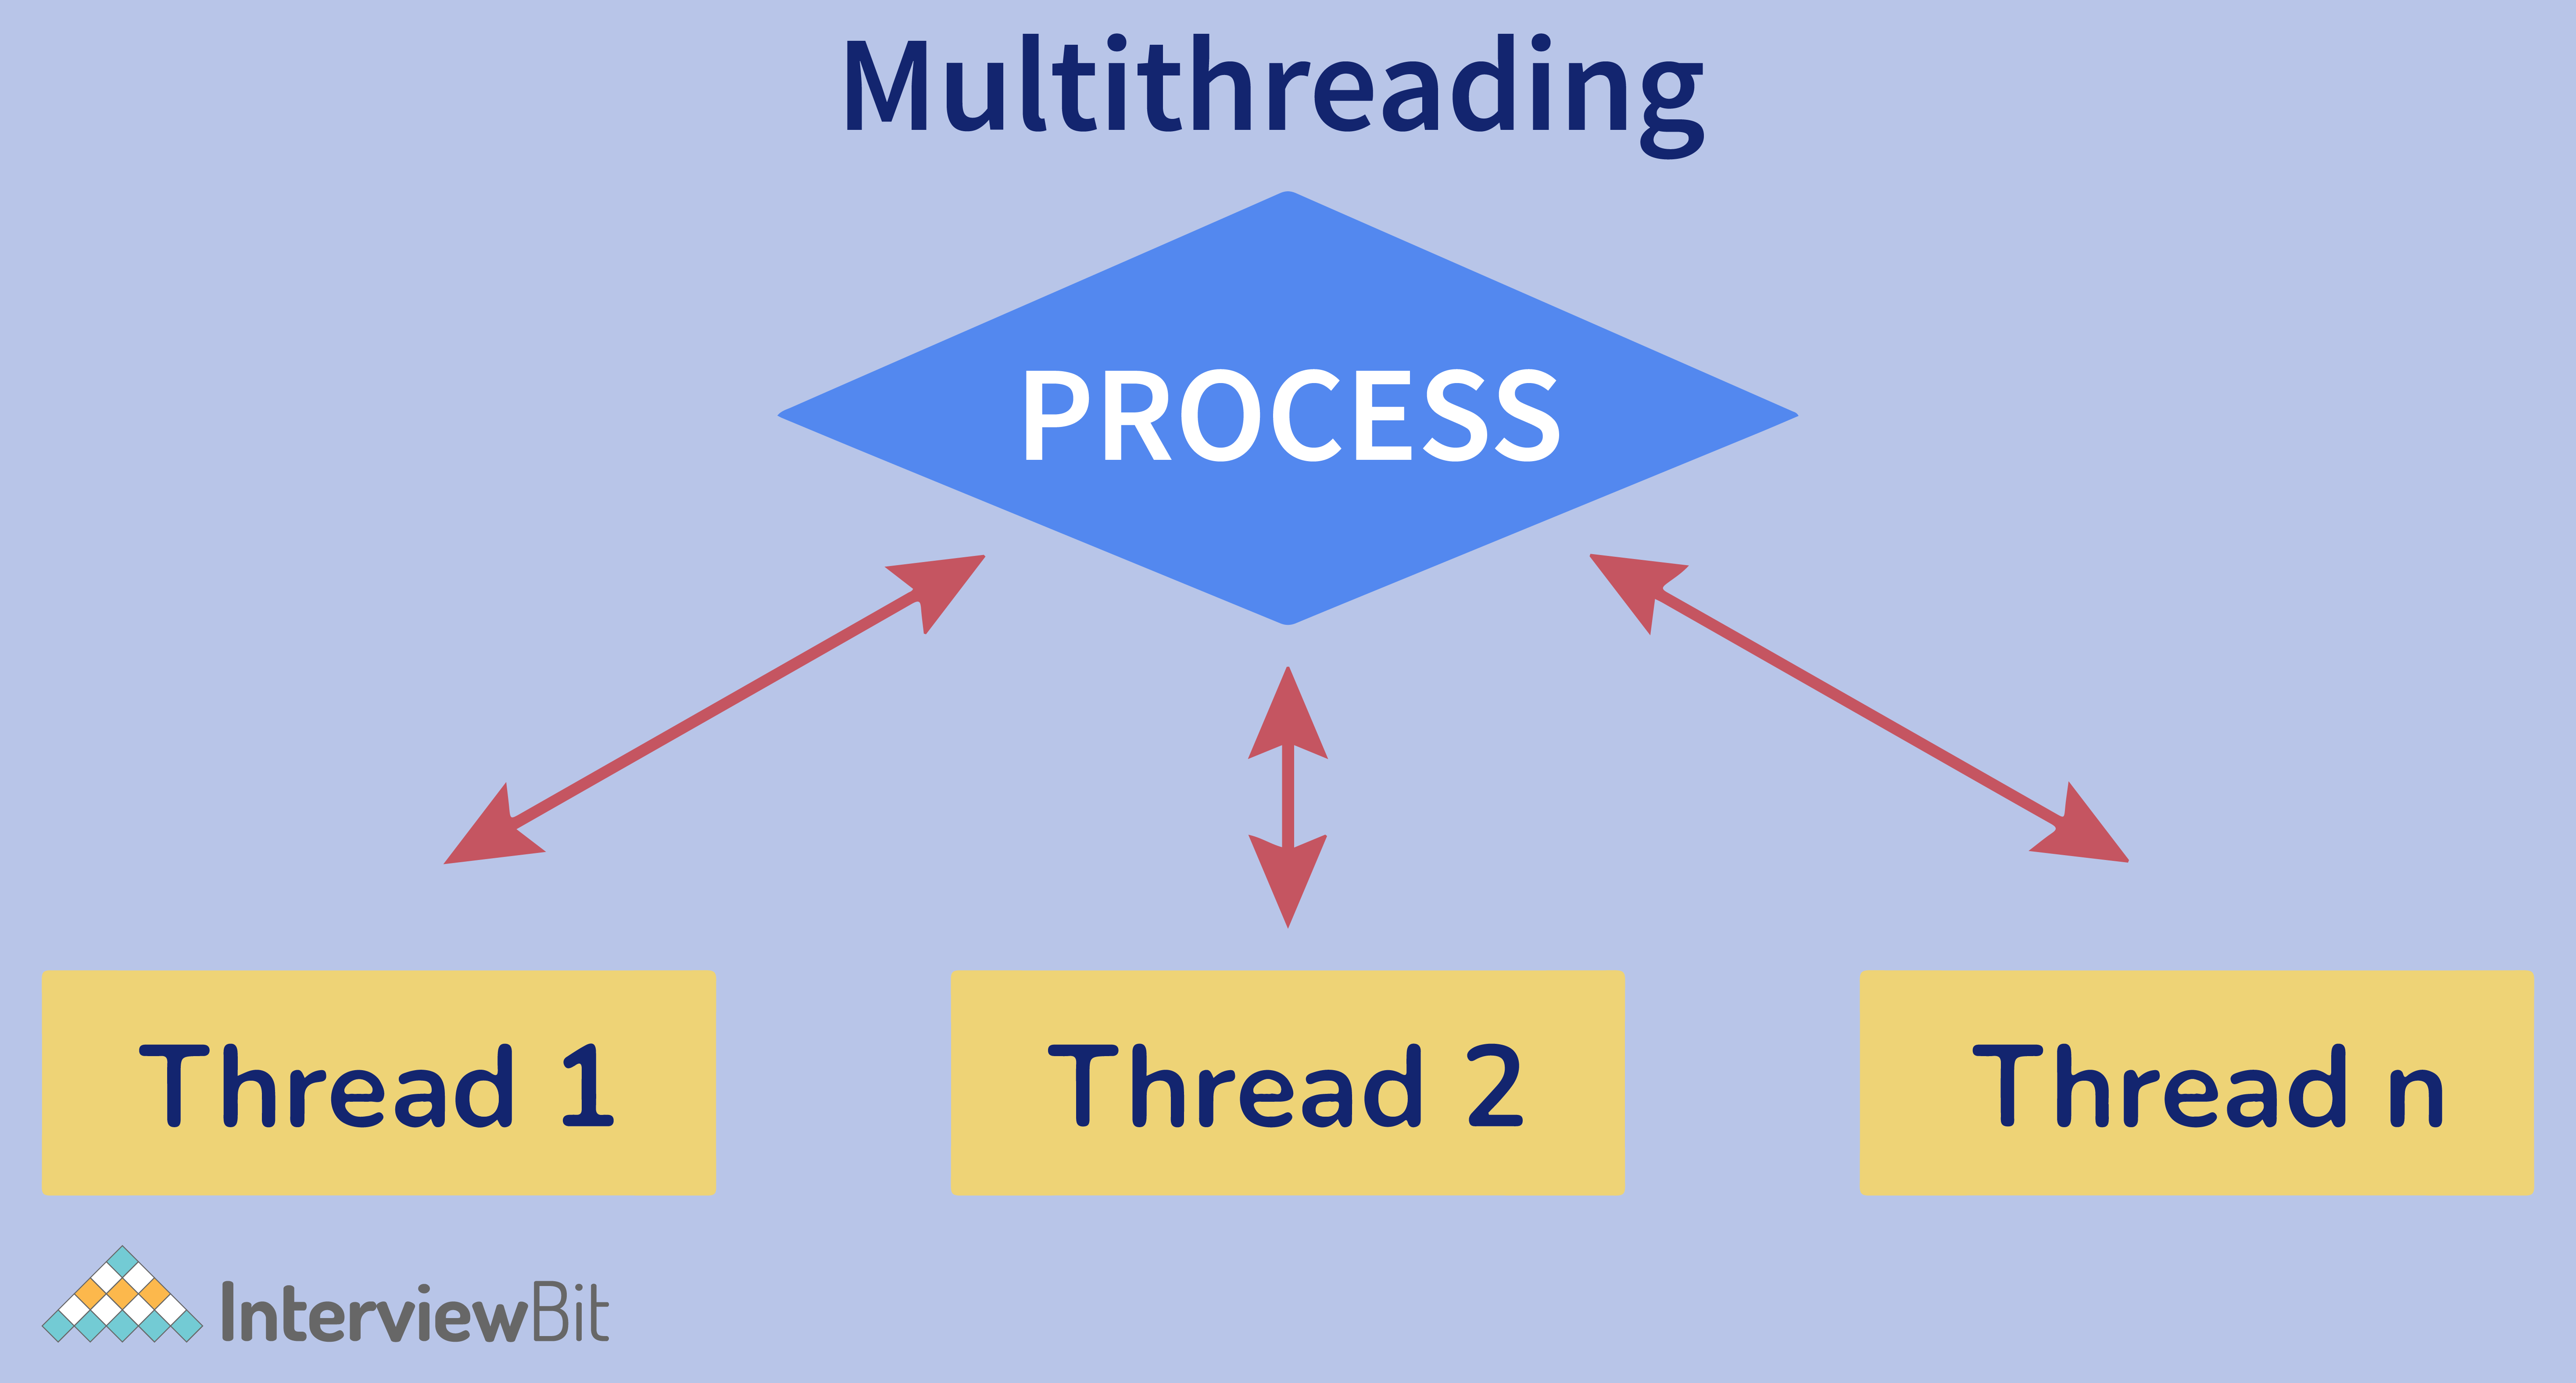 Multithreading
PROCESS
Thread 1
Thread 2
Thread n
InterviewBit